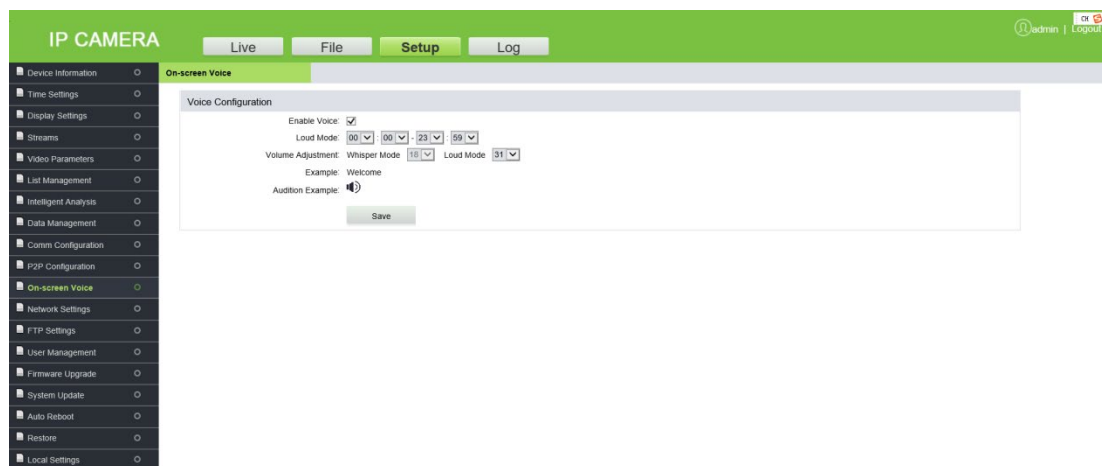 CH
IP CAMERA
Live File Setup Log
admin | Logout
Device Information
Time Settings
Display Settings
Streams
Video Parameters
List Management
Intelligent Analysis
Data Management
Comm Configuration
P2P Configuration
On-screen Voice
Network Settings
FTP Settings
User Management
Firmware Upgrade
System Update
Auto Reboot
Restore
Local Settings
On-screen Voice
Voice Configuration
Enable Voice:
Loud Mode: 00 : 00 - 23 : 59
Volume Adjustment: Whisper Mode 18 Loud Mode 31
Example: Welcome
Audition Example:
Save